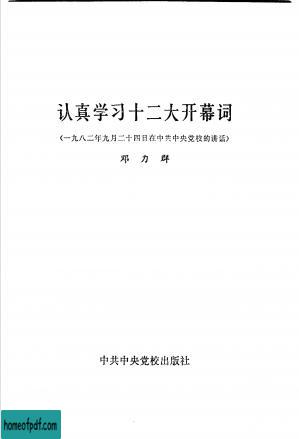 认真学习十二大开幕词
（一九八二年九月二十四日在中共中央党校的讲话）
邓力群
中共中央党校出版社
homeofpdf.com